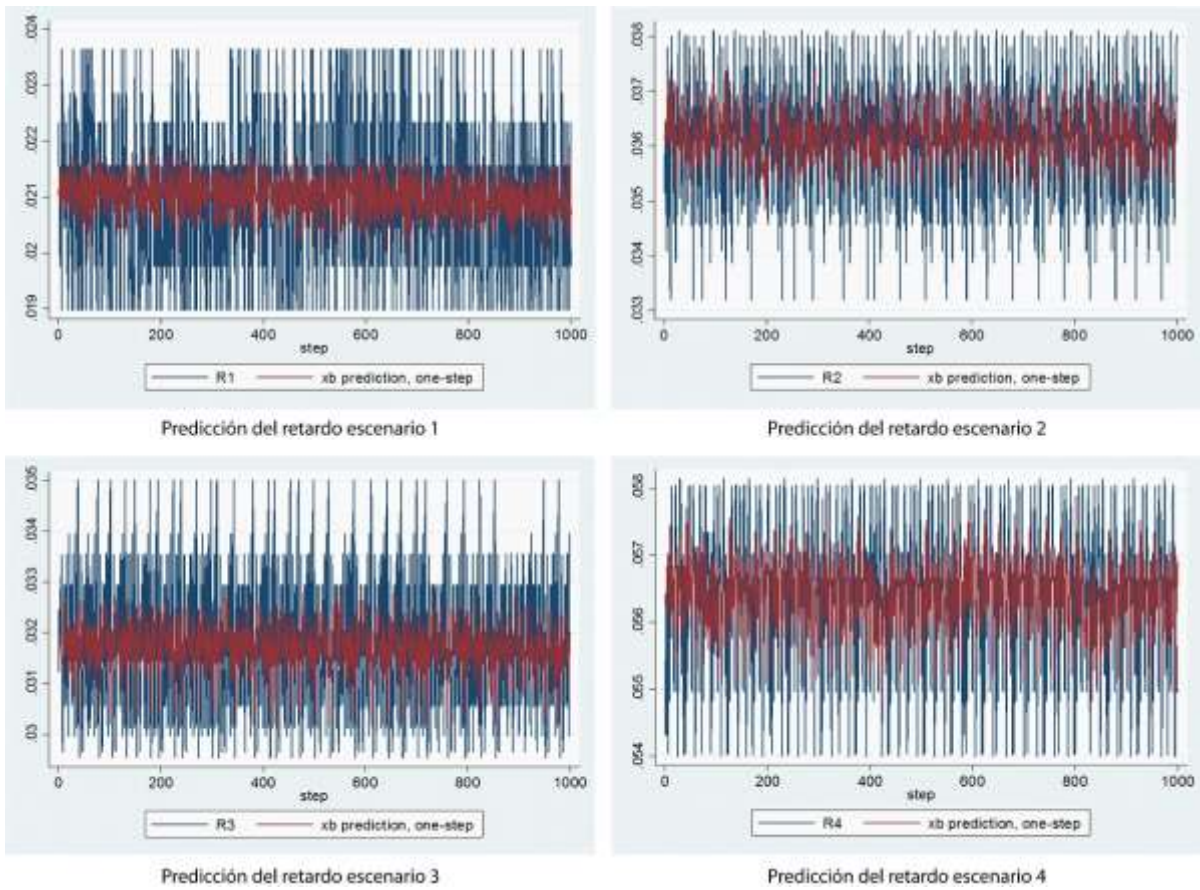 .024
.023
.022
.021
.02
.019
0 200 400 600 800 1000
step
R1 xb prediction, one-step
Predicción del retardo escenario 1
.038
.037
.036
.035
.034
.033
0 200 400 600 800 1000
step
R2 xb prediction, one-step
Predicción del retardo escenario 2
.035
.034
.033
.032
.031
.03
0 200 400 600 800 1000
step
R3 xb prediction, one-step
Predicción del retardo escenario 3
.058
.057
.056
.055
.054
0 200 400 600 800 1000
step
R4 xb prediction, one-step
Predicción del retardo escenario 4